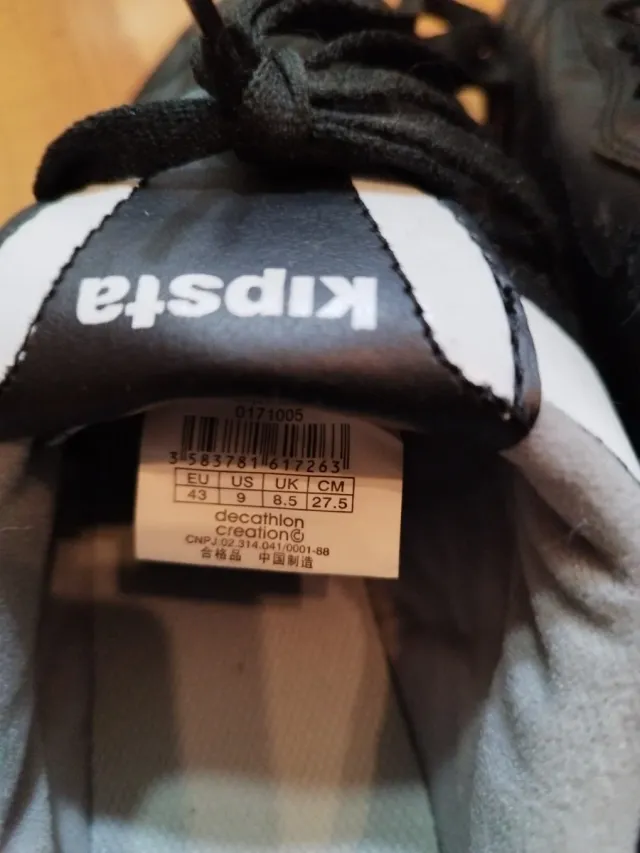 kipsta
0171005
3 583781 617263
EU US UK CM
43 9 8.5 27.5
decathlon
creation©
CNPJ:02.314.041/0001-88
合格品 中国制造